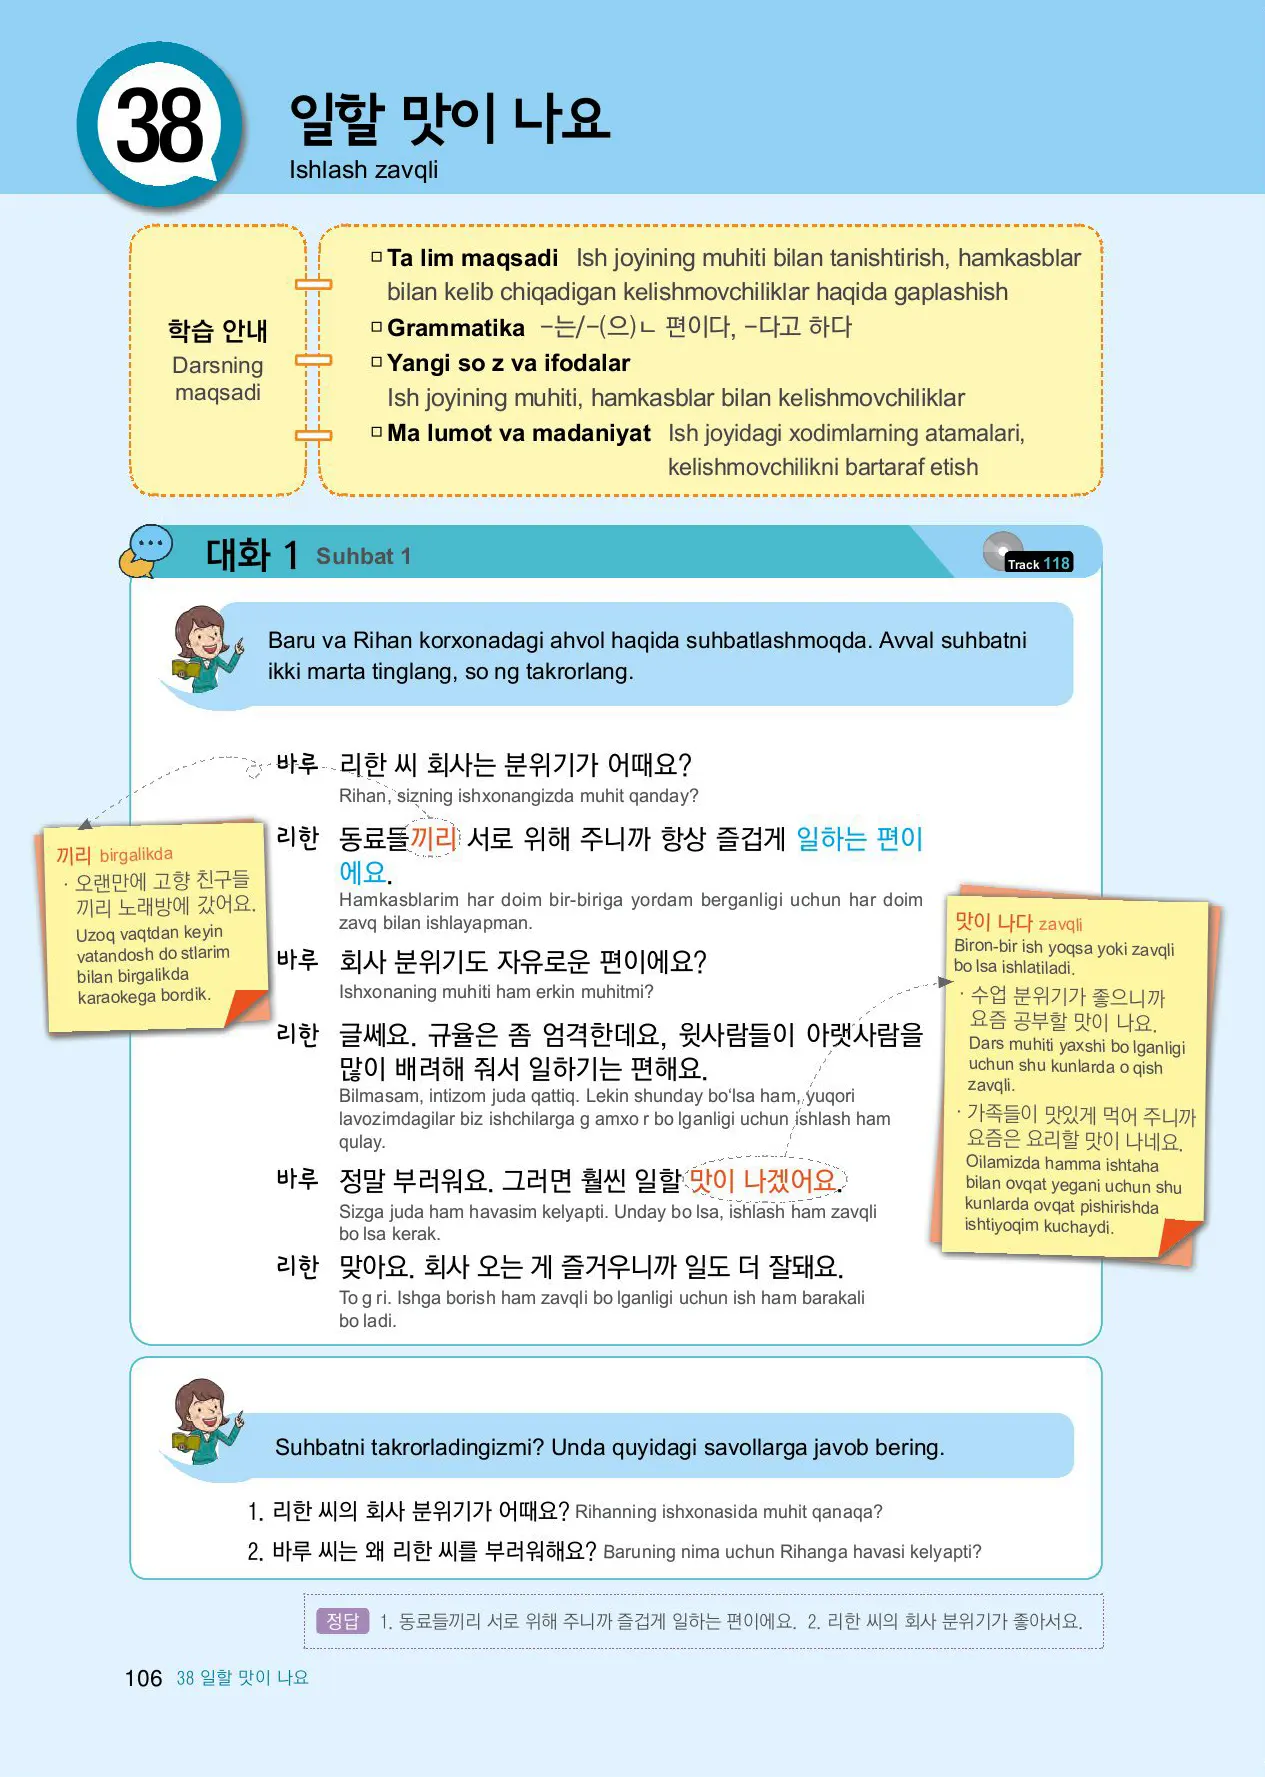 38
일할 맛이 나요
Ishlash zavqli
학습 안내
Darsning
maqsadi
Ta lim maqsadi Ish joyining muhiti bilan tanishtirish, hamkasblar
bilan kelib chiqadigan kelishmovchiliklar haqida gaplashish
Grammatika -는/-(으)ㄴ 편이다, -다고 하다
Yangi so z va ifodalar
Ish joyining muhiti, hamkasblar bilan kelishmovchiliklar
Ma lumot va madaniyat Ish joyidagi xodimlarning atamalari,
kelishmovchilikni bartaraf etish
대화 1 Suhbat 1
Track 118
Baru va Rihan korxonadagi ahvol haqida suhbatlashmoqda. Avval suhbatni
ikki marta tinglang, so ng takrorlang.
바루 리한 씨 회사는 분위기가 어때요?
Rihan, sizning ishxonangizda muhit qanday?
리한 동료들끼리 서로 위해 주니까 항상 즐겁게 일하는 편이
에요.
Hamkasblarim har doim bir-biriga yordam berganligi uchun har doim
zavq bilan ishlayapman.
바루 회사 분위기도 자유로운 편이에요?
Ishxonaning muhiti ham erkin muhitmi?
리한 글쎄요. 규율은 좀 엄격한데요, 윗사람들이 아랫사람을
많이 배려해 줘서 일하기는 편해요.
Bilmasam, intizom juda qattiq. Lekin shunday bo‘lsa ham, yuqori
lavozimdagilar biz ishchilarga g amxo r bo lganligi uchun ishlash ham
qulay.
바루 정말 부러워요. 그러면 훨씬 일할 맛이 나겠어요.
Sizga juda ham havasim kelyapti. Unday bo lsa, ishlash ham zavqli
bo lsa kerak.
리한 맞아요. 회사 오는 게 즐거우니까 일도 더 잘돼요.
To g ri. Ishga borish ham zavqli bo lganligi uchun ish ham barakali
bo ladi.
끼리 birgalikda
· 오랜만에 고향 친구들
끼리 노래방에 갔어요.
Uzoq vaqtdan keyin
vatandosh do stlarim
bilan birgalikda
karaokega bordik.
맛이 나다 zavqli
Biron-bir ish yoqsa yoki zavqli
bo lsa ishlatiladi.
· 수업 분위기가 좋으니까
요즘 공부할 맛이 나요.
Dars muhiti yaxshi bo lganligi
uchun shu kunlarda o qish
zavqli.
· 가족들이 맛있게 먹어 주니까
요즘은 요리할 맛이 나네요.
Oilamizda hamma ishtaha
bilan ovqat yegani uchun shu
kunlarda ovqat pishirishda
ishtiyoqim kuchaydi.
Suhbatni takrorladingizmi? Unda quyidagi savollarga javob bering.
1. 리한 씨의 회사 분위기가 어때요? Rihanning ishxonasida muhit qanaqa?
2. 바루 씨는 왜 리한 씨를 부러워해요? Baruning nima uchun Rihanga havasi kelyapti?
정답 1. 동료들끼리 서로 위해 주니까 즐겁게 일하는 편이에요. 2. 리한 씨의 회사 분위기가 좋아서요.
106 38 일할 맛이 나요